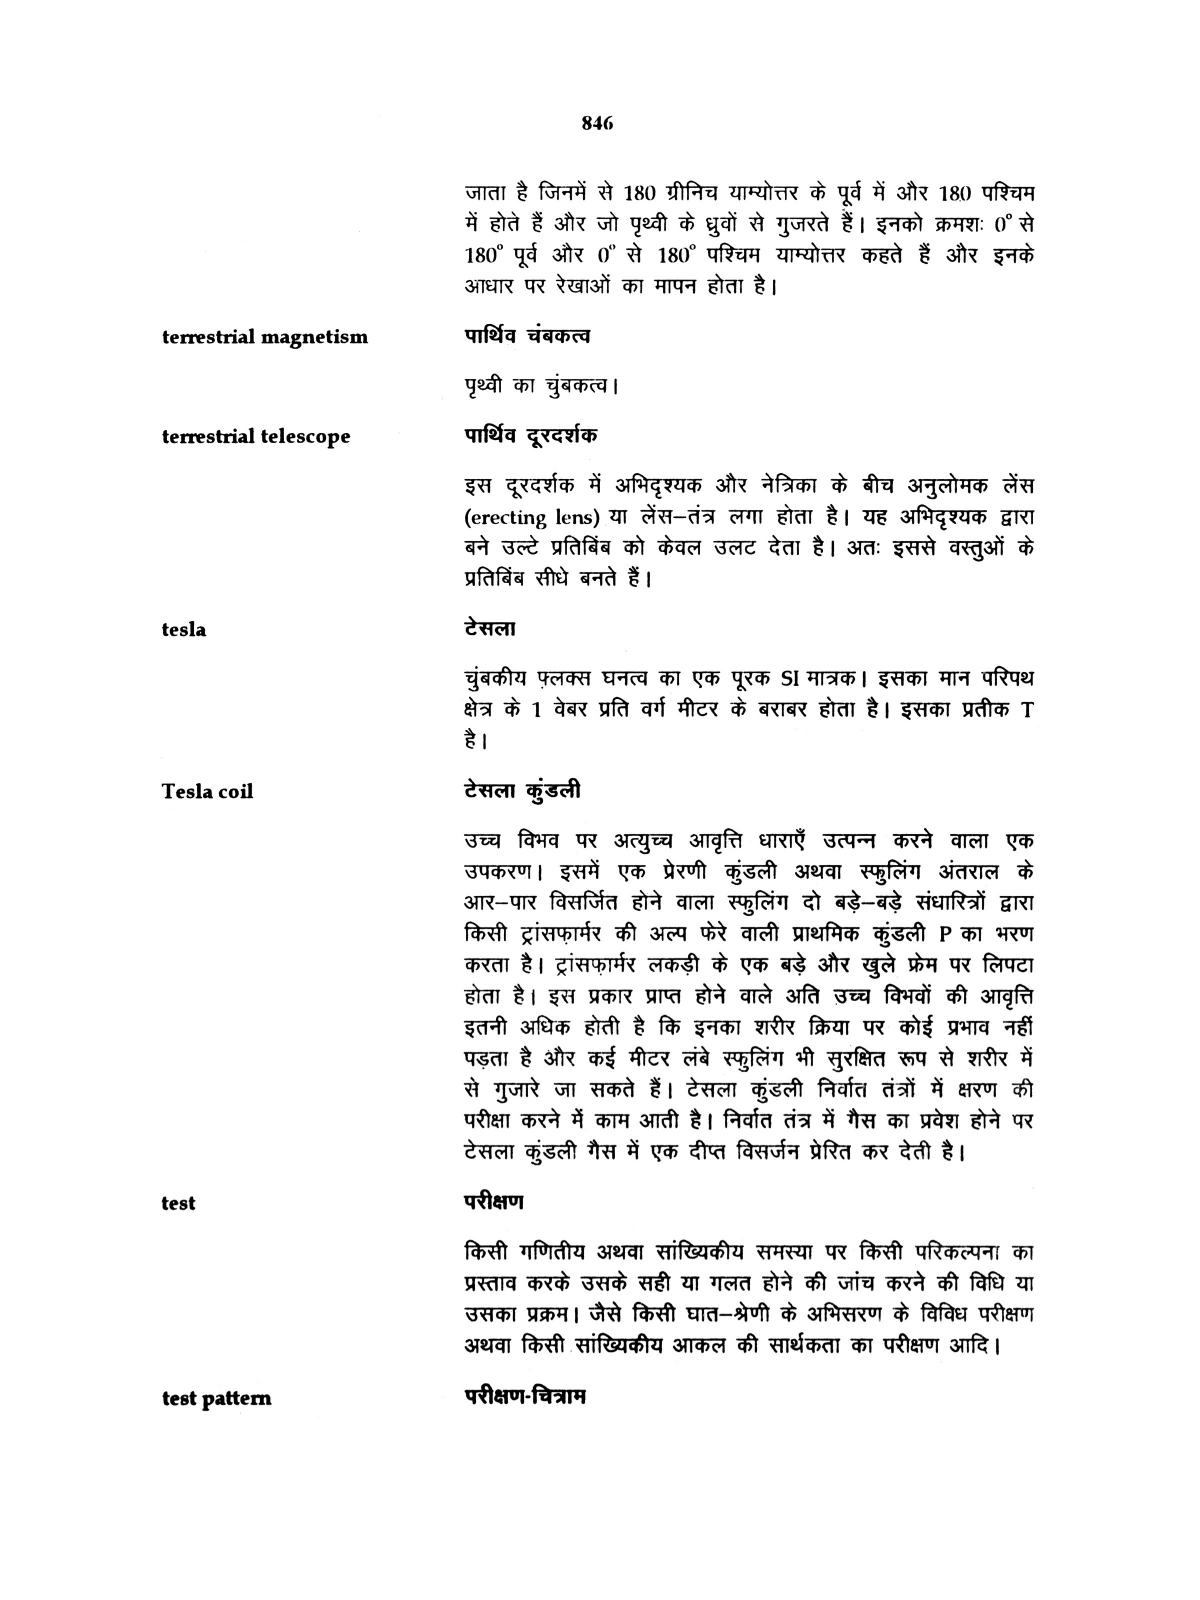 846
जाता है जिनमें से 180 ग्रीनिच याम्योत्तर के पूर्व में और 180 पश्चिम
में होते हैं और जो पृथ्वी के ध्रुवों से गुजरते हैं। इनको क्रमशः 0° से
180° पूर्व और 0° से 180° पश्चिम याम्योत्तर कहते हैं और इनके
आधार पर रेखाओं का मापन होता है।
terrestrial magnetism पार्थिव चंबकत्व
पृथ्वी का चुंबकत्व।
terrestrial telescope पार्थिव दूरदर्शक
इस दूरदर्शक में अभिदृश्यक और नेत्रिका के बीच अनुलोमक लेंस
(erecting lens) या लेंस–तंत्र लगा होता है। यह अभिदृश्यक द्वारा
बने उल्टे प्रतिबिंब को केवल उलट देता है। अतः इससे वस्तुओं के
प्रतिबिंब सीधे बनते हैं।
tesla टेसला
चुंबकीय फ़्लक्स घनत्व का एक पूरक SI मात्रक। इसका मान परिपथ
क्षेत्र के 1 वेबर प्रति वर्ग मीटर के बराबर होता है। इसका प्रतीक T
है।
Tesla coil टेसला कुंडली
उच्च विभव पर अत्युच्च आवृत्ति धाराएँ उत्पन्न करने वाला एक
उपकरण। इसमें एक प्रेरणी कुंडली अथवा स्फुलिंग अंतराल के
आर–पार विसर्जित होने वाला स्फुलिंग दो बड़े–बड़े संधारित्रों द्वारा
किसी ट्रांसफार्मर की अल्प फेरे वाली प्राथमिक कुंडली P का भरण
करता है। ट्रांसफार्मर लकड़ी के एक बड़े और खुले फ्रेम पर लिपटा
होता है। इस प्रकार प्राप्त होने वाले अति उच्च विभवों की आवृत्ति
इतनी अधिक होती है कि इनका शरीर क्रिया पर कोई प्रभाव नहीं
पड़ता है और कई मीटर लंबे स्फुलिंग भी सुरक्षित रूप से शरीर में
से गुजारे जा सकते हैं। टेसला कुंडली निर्वात तंत्रों में क्षरण की
परीक्षा करने में काम आती है। निर्वात तंत्र में गैस का प्रवेश होने पर
टेसला कुंडली गैस में एक दीप्त विसर्जन प्रेरित कर देती है।
test परीक्षण
किसी गणितीय अथवा सांख्यिकीय समस्या पर किसी परिकल्पना का
प्रस्ताव करके उसके सही या गलत होने की जांच करने की विधि या
उसका प्रक्रम। जैसे किसी घात–श्रेणी के अभिसरण के विविध परीक्षण
अथवा किसी सांख्यिकीय आकल की सार्थकता का परीक्षण आदि।
test pattern परीक्षण-चित्राम